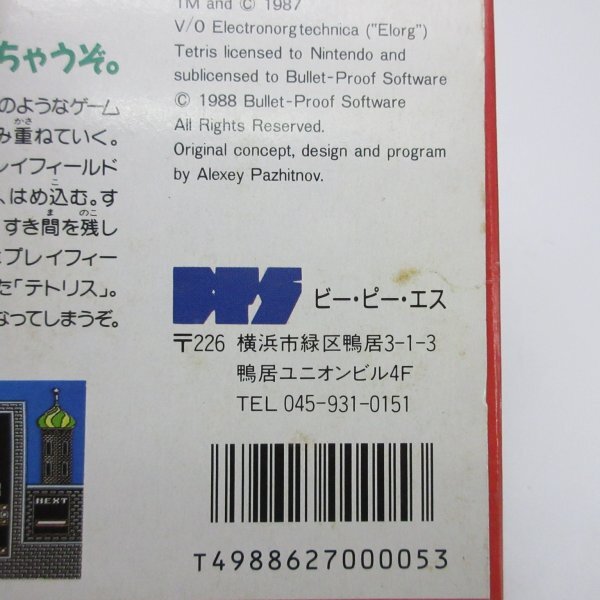 TM and © 1987
V/O Electronorgtechnica ("Elorg")
Tetris licensed to Nintendo and
sublicensed to Bullet-Proof Software
© 1988 Bullet-Proof Software
All Rights Reserved.
Original concept, design and program
by Alexey Pazhitnov.
ちゃうぞ。
のようなゲーム
み重ねていく。
レイフィールド
、はめ込む。す
すき間を残し
プレイフィー
た「テトリス」。
なってしまうぞ。
BPS ビー・ピー・エス
〒226 横浜市緑区鴨居3-1-3
鴨居ユニオンビル4F
TEL 045-931-0151
NEXT
T4988627000053